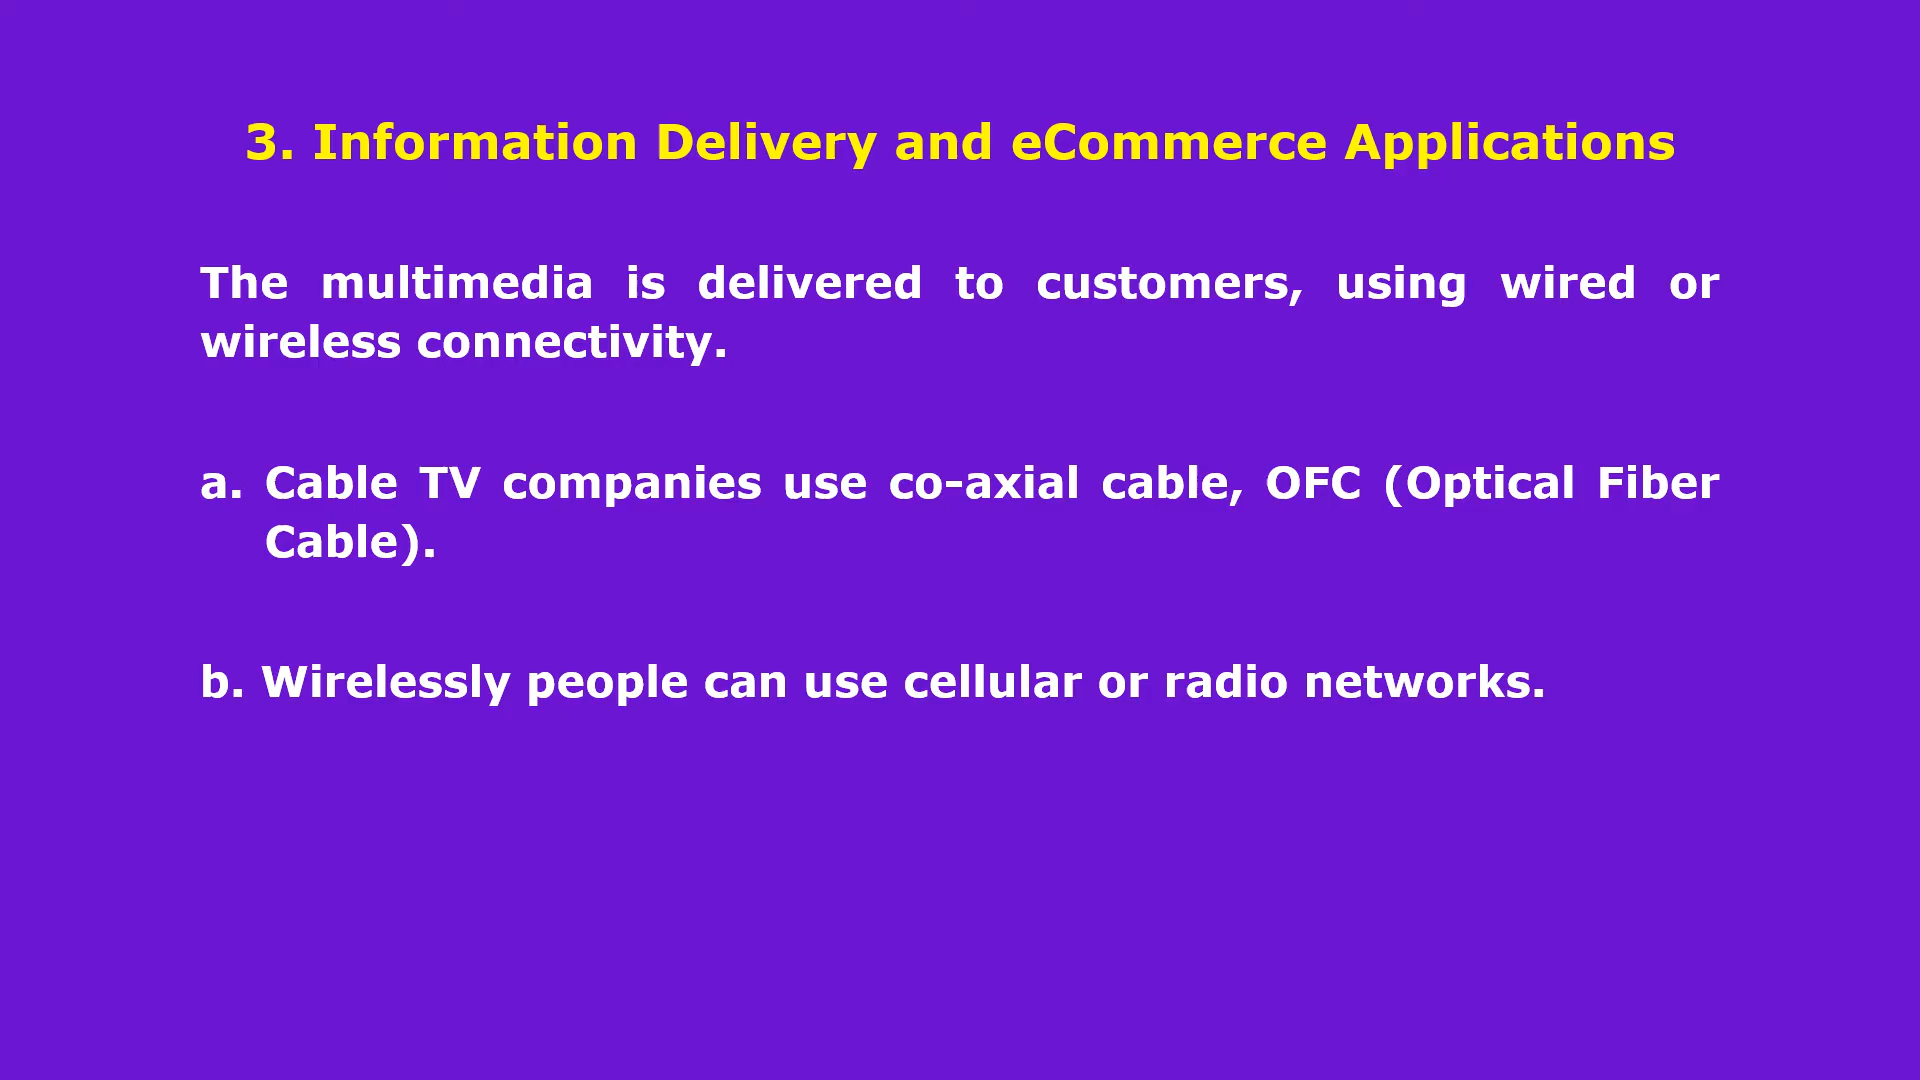 3. Information Delivery and eCommerce Applications
The multimedia is delivered to customers, using wired or
wireless connectivity.
a. Cable TV companies use co-axial cable, OFC (Optical Fiber
Cable).
b. Wirelessly people can use cellular or radio networks.